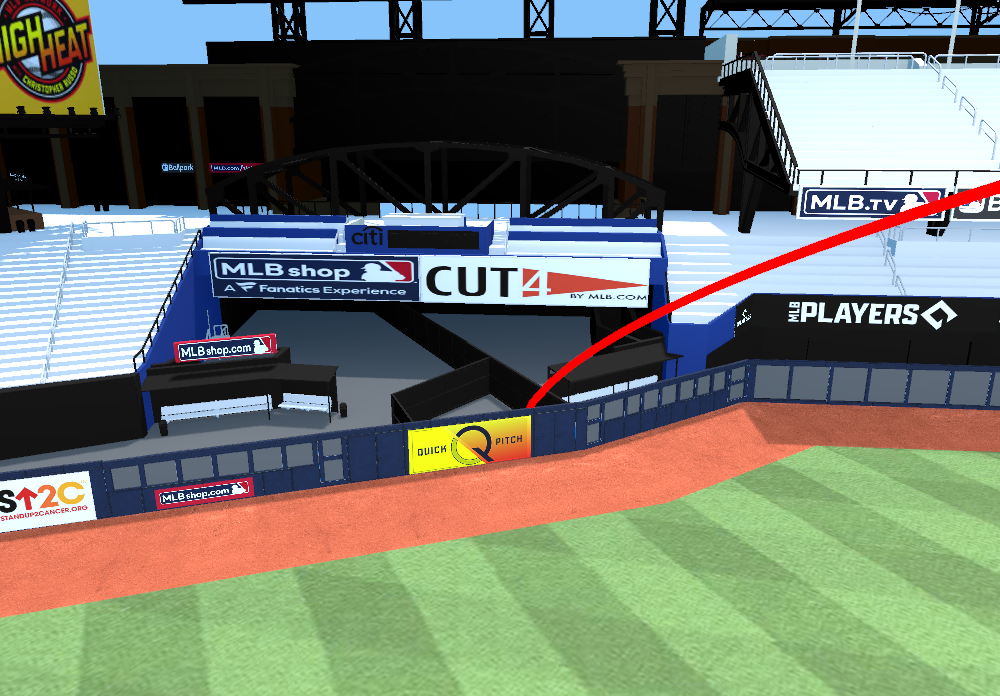 HIGH HEAT
CHRISTOPHER RUSSO
Ballpark
MLB.com/
MLB.TV
B
citi
MLB shop
A Fanatics Experience
CUT4
BY MLB.COM
MLB PLAYERS
MLBshop.com
QUICK Q PITCH
MLBshop.com
S↑2C
STANDUP2CANCER.ORG